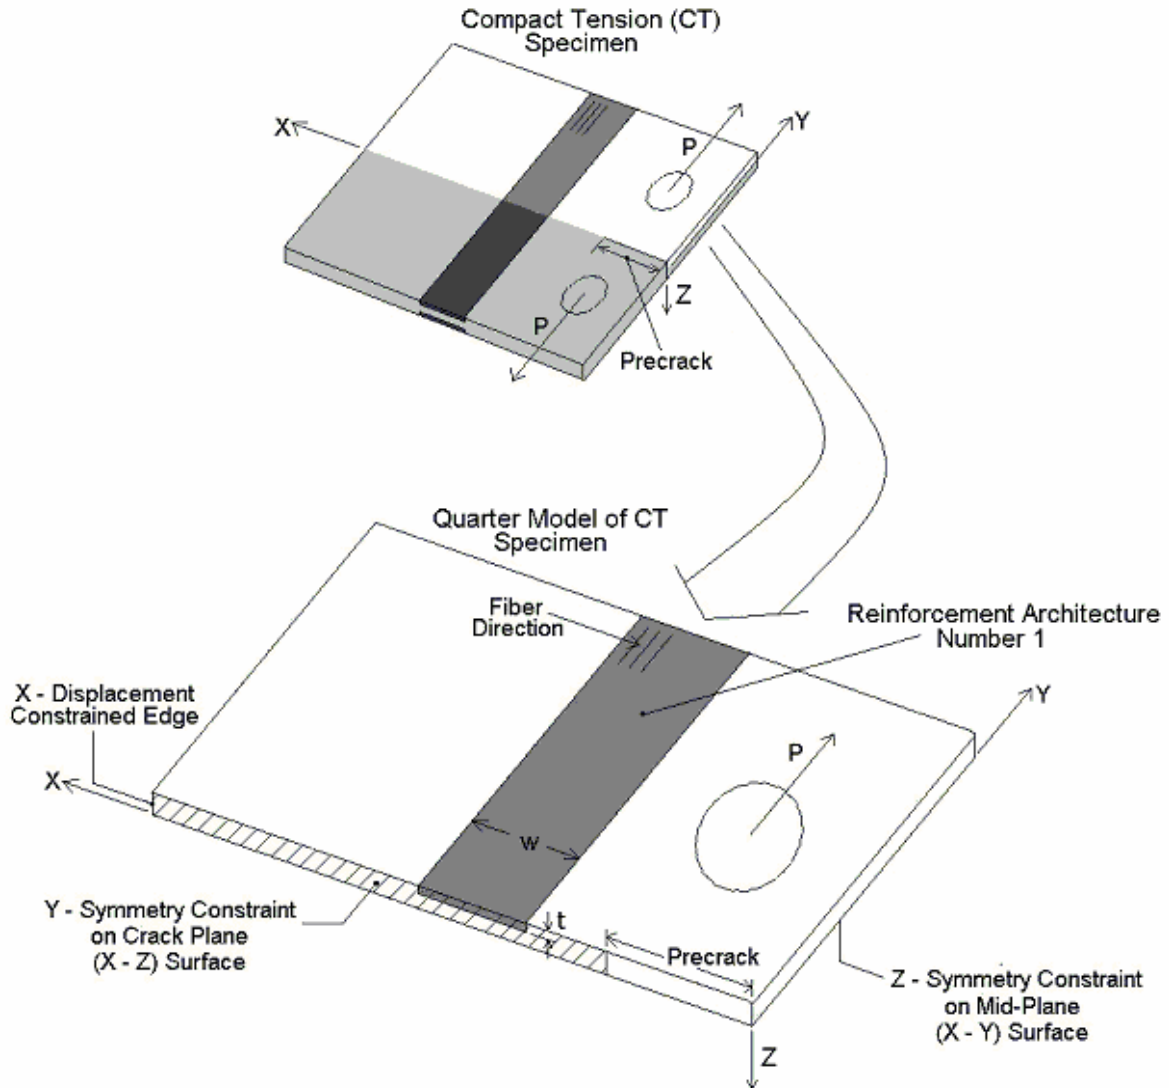 Compact Tension (CT)
Specimen
X
Y
P
Z
P
Precrack
Quarter Model of CT
Specimen
Fiber
Direction
Reinforcement Architecture
Number 1
X - Displacement
Constrained Edge
Y
X
P
w
Y - Symmetry Constraint
on Crack Plane
(X - Z) Surface
t
Precrack
Z - Symmetry Constraint
on Mid-Plane
(X - Y) Surface
Z